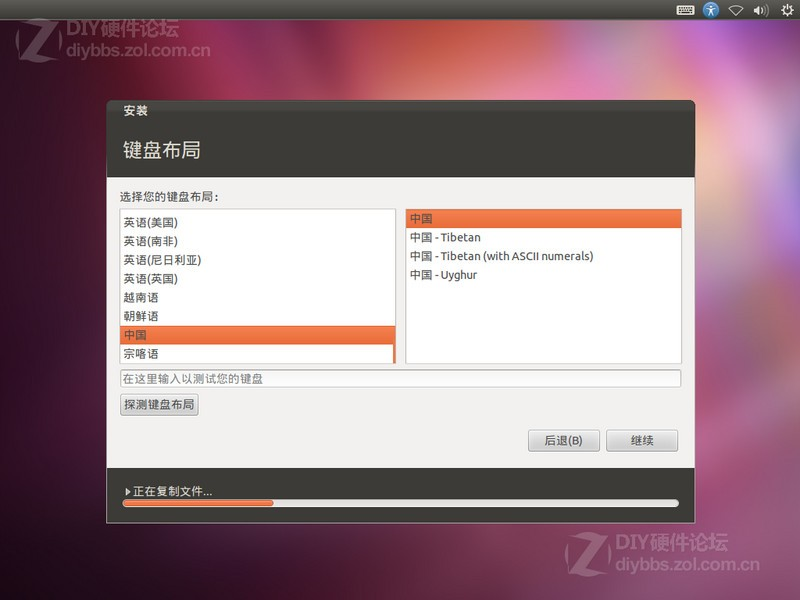 DIY硬件论坛
diybbs.zol.com.cn
安装
键盘布局
选择您的键盘布局：
英语(美国)
英语(南非)
英语(尼日利亚)
英语(英国)
越南语
朝鲜语
中国
宗喀语
中国
中国 - Tibetan
中国 - Tibetan (with ASCII numerals)
中国 - Uyghur
在这里输入以测试您的键盘
探测键盘布局
后退(B)
继续
正在复制文件...
DIY硬件论坛
diybbs.zol.com.cn